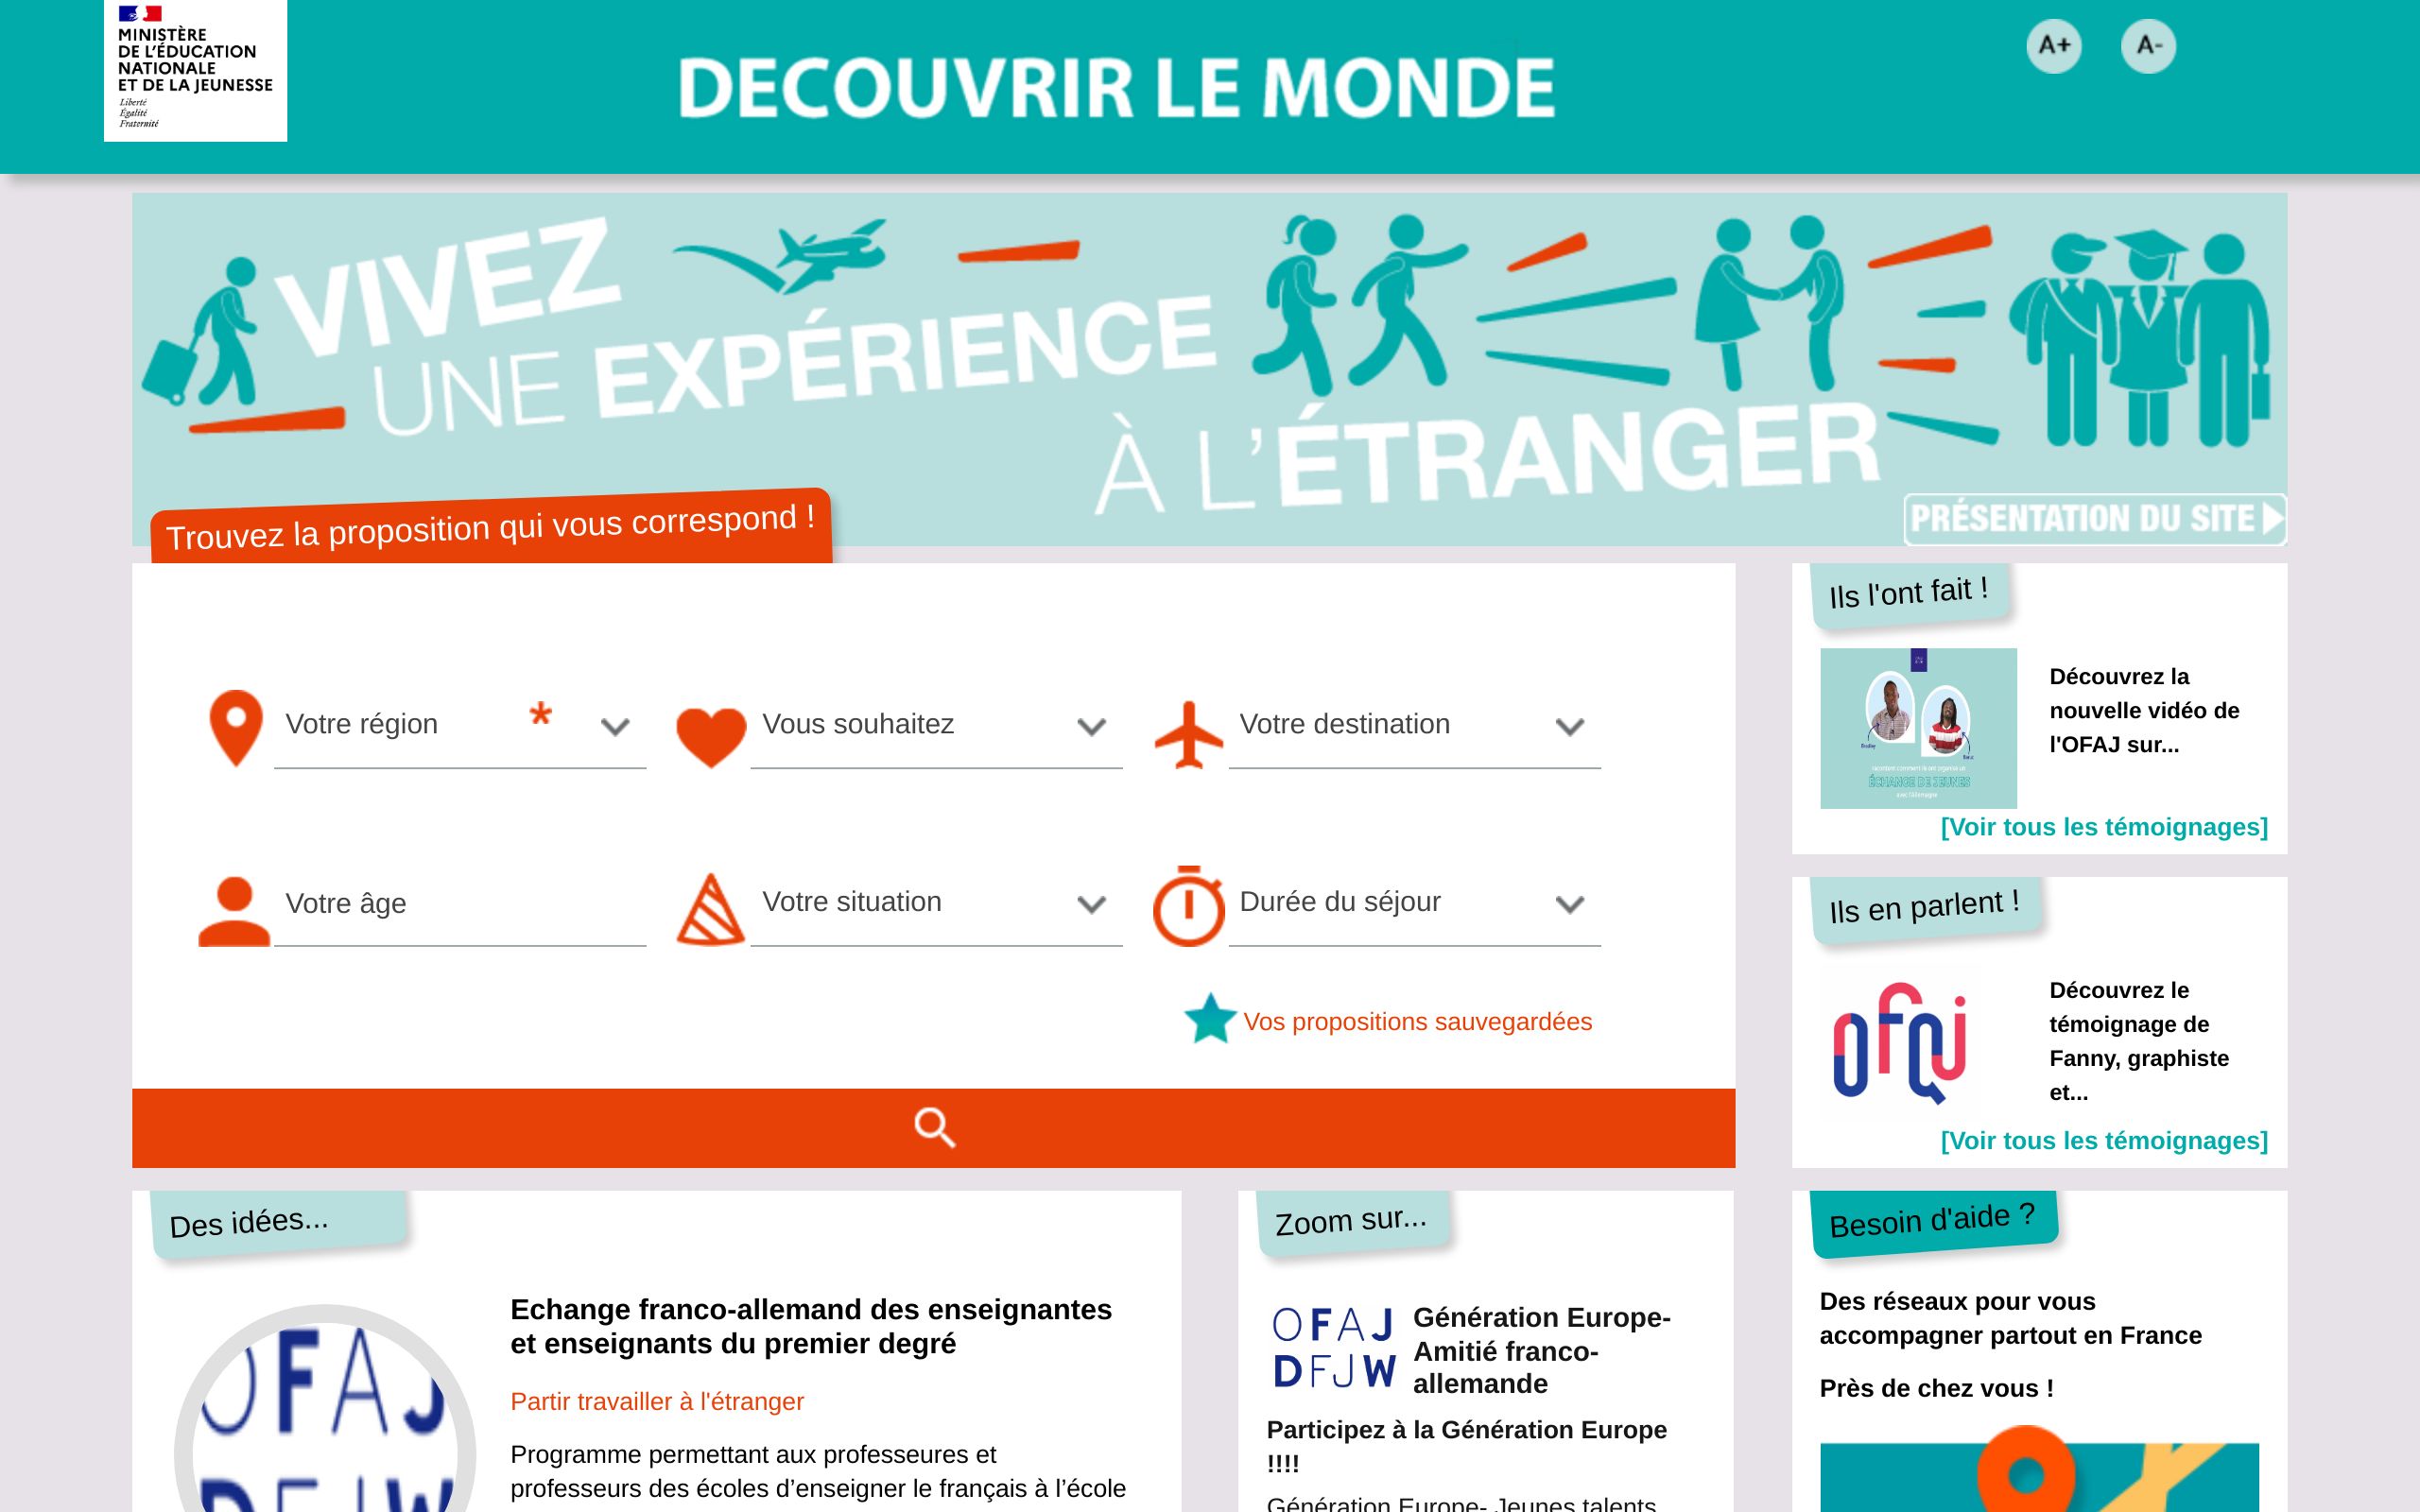 MINISTÈRE
DE L'ÉDUCATION
NATIONALE
ET DE LA JEUNESSE
Liberté
Égalité
Fraternité
DECOUVRIR LE MONDE
A+
A-
VIVEZ
UNE EXPÉRIENCE
À L'ÉTRANGER
PRÉSENTATION DU SITE
Trouvez la proposition qui vous correspond !
Votre région *
Vous souhaitez
Votre destination
Votre âge
Votre situation
Durée du séjour
Vos propositions sauvegardées
Ils l'ont fait !
ÉCHANGE DE JEUNES
avec l'Allemagne
Découvrez la
nouvelle vidéo de
l'OFAJ sur...
[Voir tous les témoignages]
Ils en parlent !
ofaj
Découvrez le
témoignage de
Fanny, graphiste
et...
[Voir tous les témoignages]
Des idées...
OFAJ
DFJW
Echange franco-allemand des enseignantes
et enseignants du premier degré
Partir travailler à l'étranger
Programme permettant aux professeures et
professeurs des écoles d’enseigner le français à l’école
Zoom sur...
OFAJ
DFJW
Génération Europe-
Amitié franco-
allemande
Participez à la Génération Europe
!!!!
Génération Europe- Jeunes talents
Besoin d'aide ?
Des réseaux pour vous
accompagner partout en France
Près de chez vous !